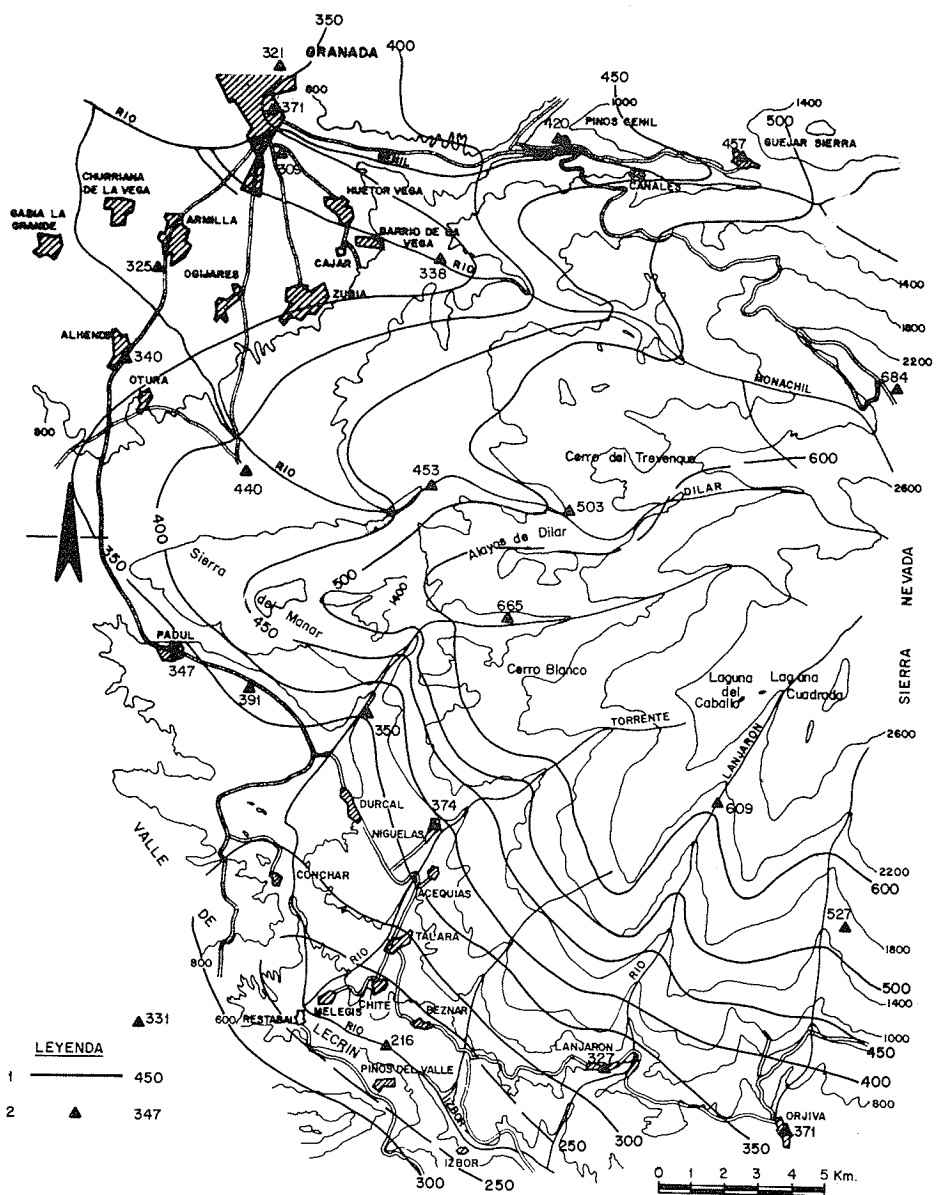 350
321
GRANADA
400
800
450
1000
1400
371
420
PINOS GENIL
500
GUEJAR SIERRA
RIO
457
GENIL
309
CANALES
CHURRIANA
DE LA VEGA
HUETOR VEGA
GABIA LA
GRANDE
ARMILLA
BARRIO DE LA
VEGA
CAJAR
325
338
RIO
OGIJARES
ZUBIA
1400
1800
ALHENDIN
340
2200
OTURA
MONACHIL
684
800
Cerro del Trevenque
600
RIO
453
2600
440
DILAR
503
400
Alayos de Dilar
350
Sierra
del Manar
500
1400
450
665
NEVADA
SIERRA
PADUL
347
Cerro Blanco
Laguna
del
Caballo
Laguna
Cuadrada
391
350
TORRENTE
LANJARON
2600
DURCAL
374
609
NIGUELAS
VALLE
DE
CONCHAR
2200
600
ACEQUIAS
527
TALARA
1800
RIO
RIO
800
500
1400
CHITE
MELEGIS
BEZNAR
600
RESTABAL
331
RIO
LECRIN
216
LANJARON
327
1000
450
LEYENDA
1 450
PINOS DEL VALLE
400
800
2 347
IZBOR
ORJIVA
371
250
300
350
IZBOR
300
250
0 1 2 3 4 5 Km.